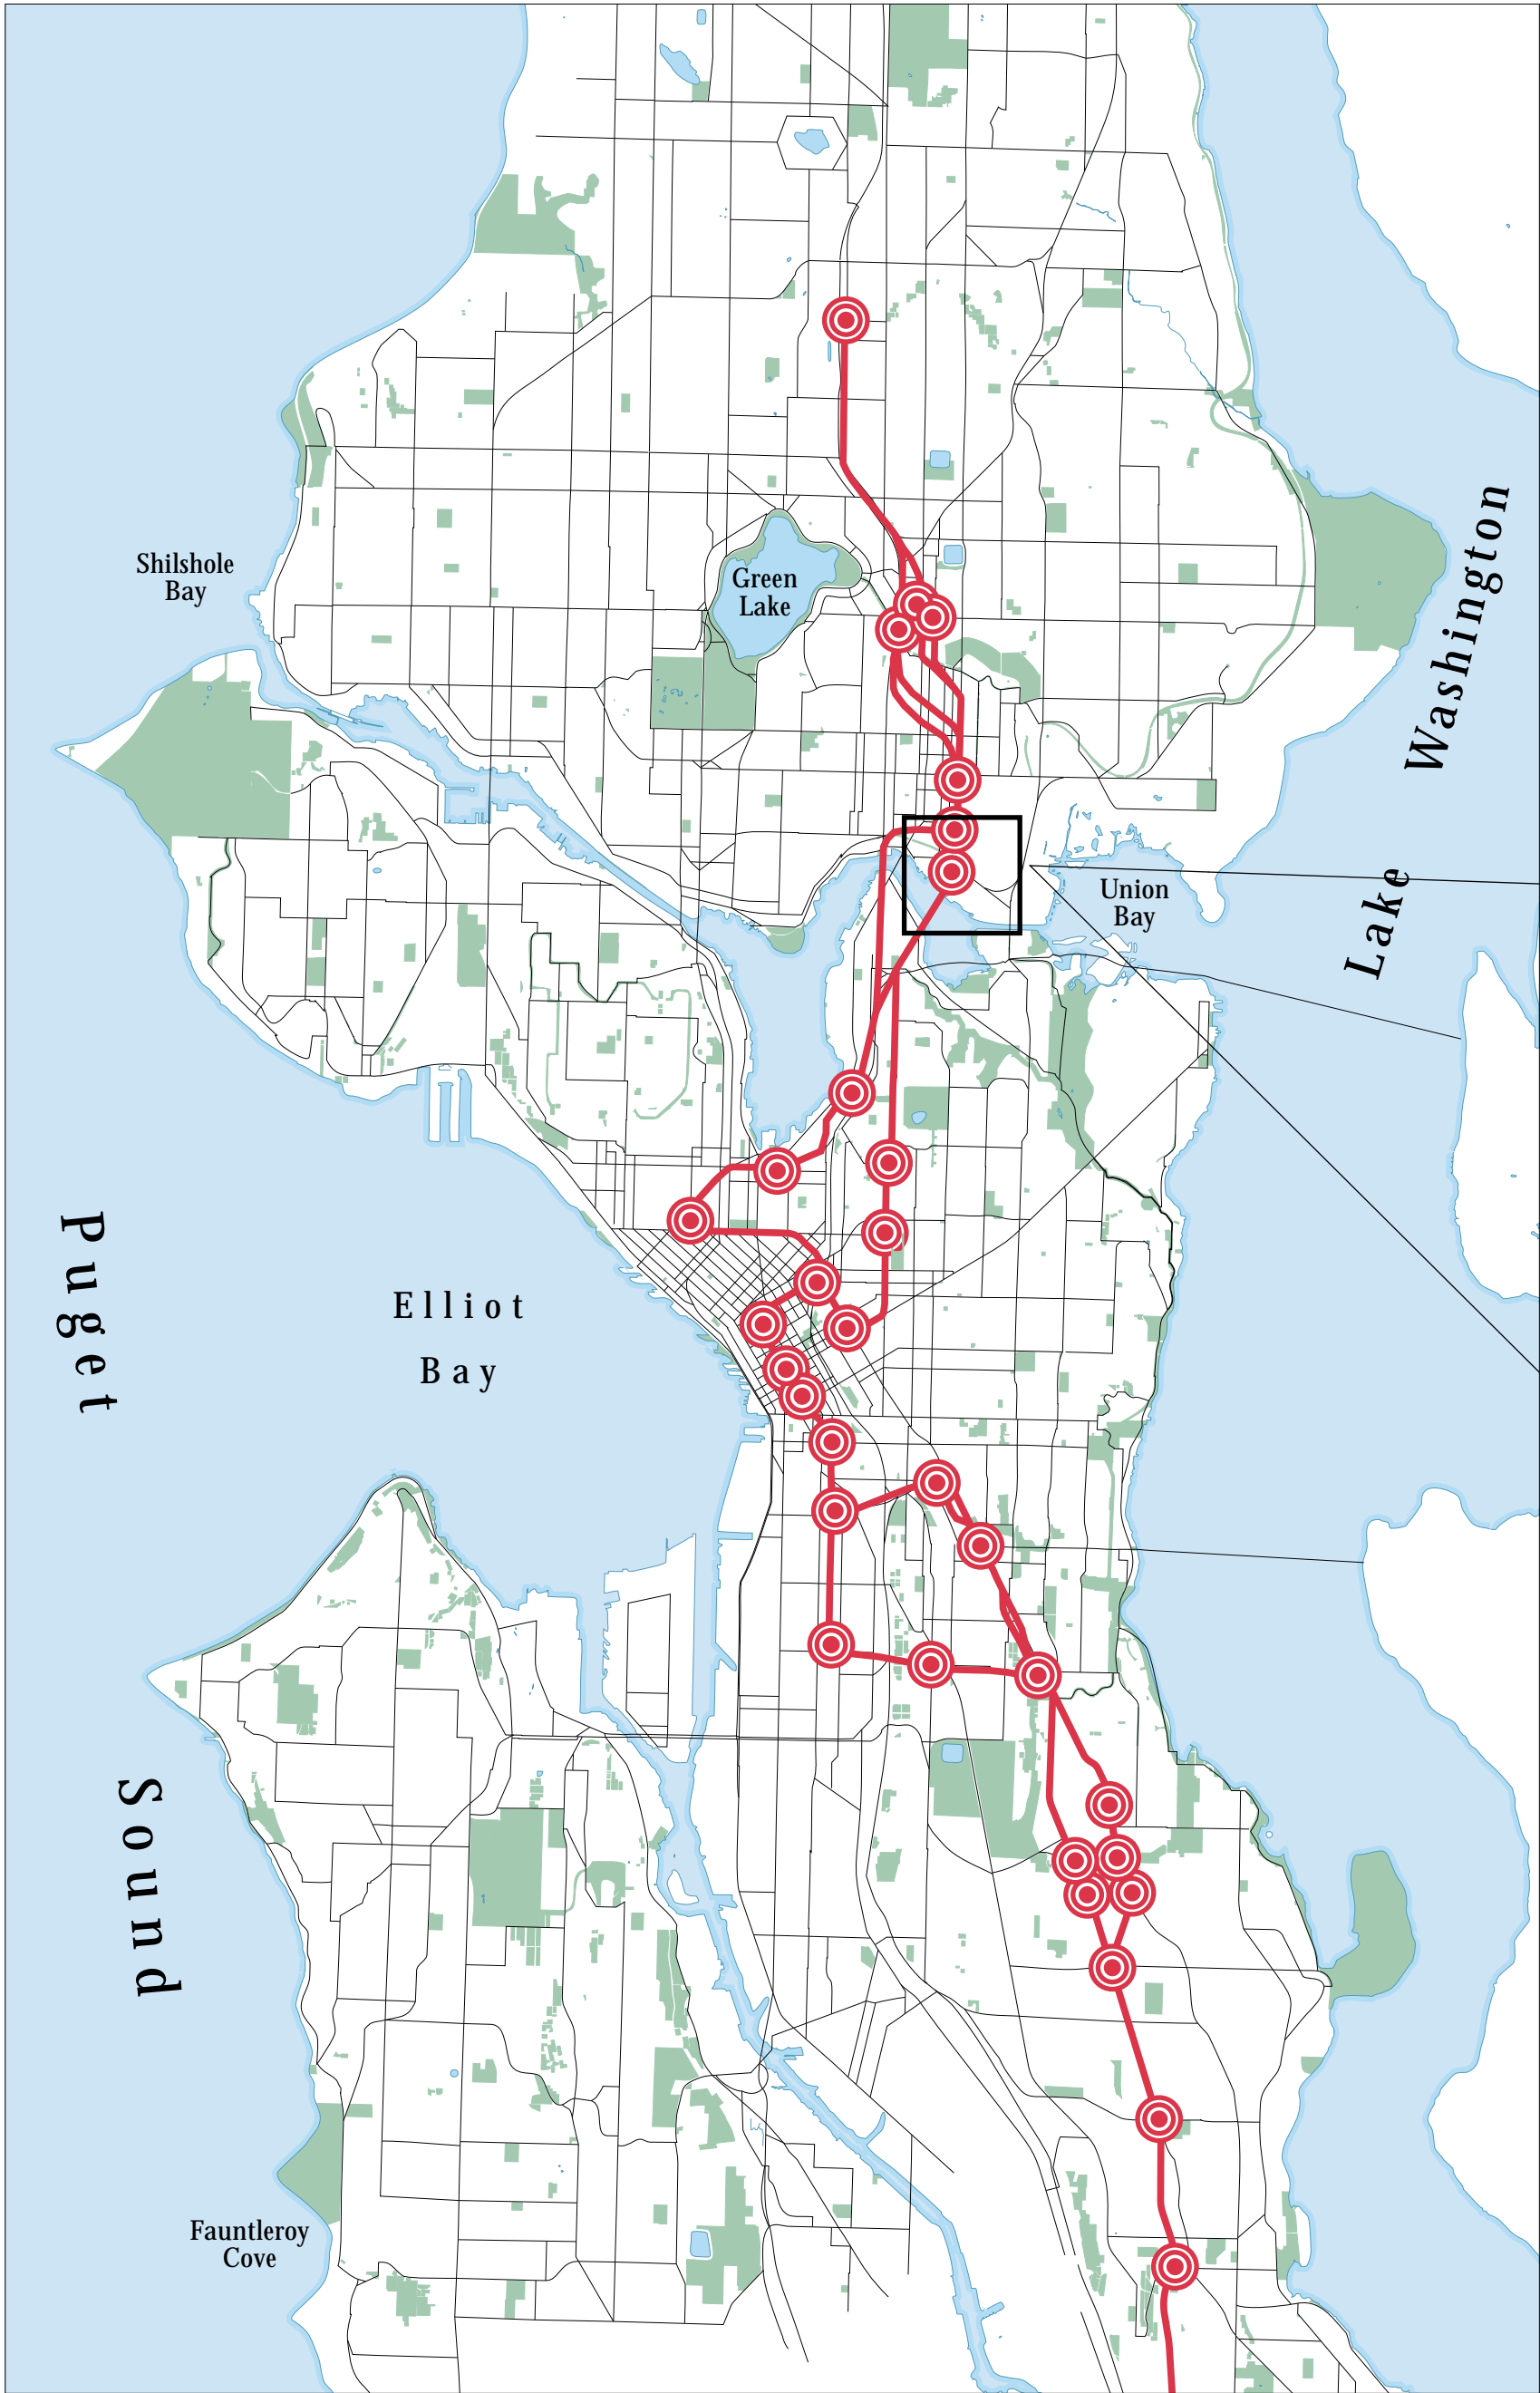 Shilshole
Bay
Green
Lake
Lake Washington
Union
Bay
Puget
Sound
Elliot
Bay
Fauntleroy
Cove